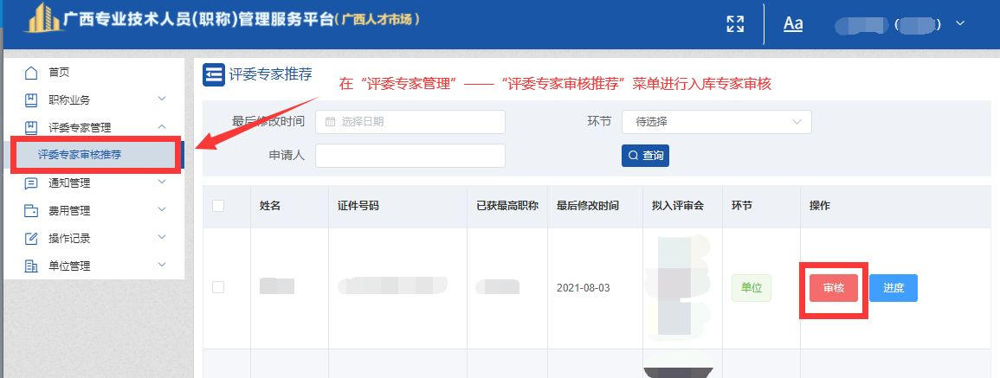 广西专业技术人员(职称)管理服务平台(广西人才市场)
Aa
( )
首页
职称业务
评委专家管理
评委专家审核推荐
通知管理
费用管理
操作记录
单位管理
评委专家推荐
在“评委专家管理”——“评委专家审核推荐”菜单进行入库专家审核
最后修改时间 选择日期 环节 待选择
申请人 查询
姓名 证件号码 已获最高职称 最后修改时间 拟入评审会 环节 操作
2021-08-03 单位 审核 进度